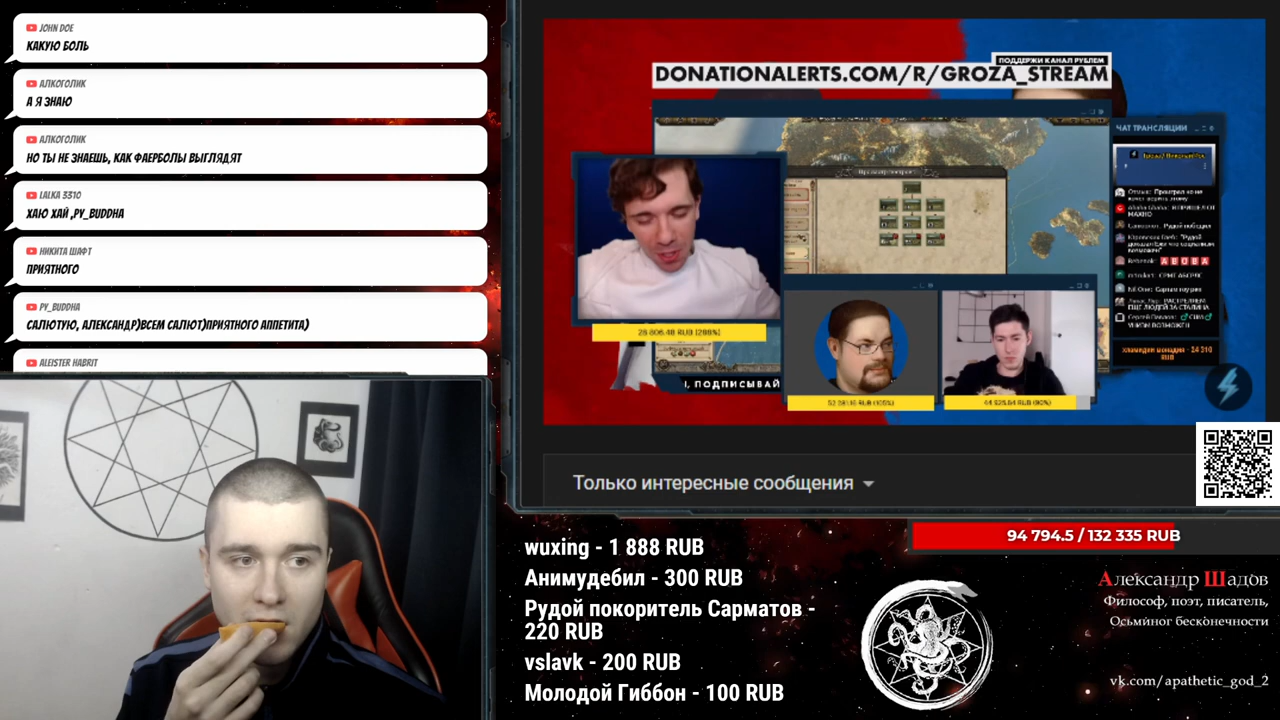 JOHN DOE
КАКУЮ БОЛЬ
АЛКОГОЛИК
А Я ЗНАЮ
АЛКОГОЛИК
НО ТЫ НЕ ЗНАЕШЬ, КАК ФАЕРБОЛЫ ВЫГЛЯДЯТ
LALKA 3310
ХАЮ ХАЙ ,PY_BUDDHA
НИКИТА ШАФТ
ПРИЯТНОГО
PY_BUDDHA
САЛЮТУЮ, АЛЕКСАНДР)ВСЕМ САЛЮТ)ПРИЯТНОГО АППЕТИТА)
ALEISTER HABRIT
ПОДДЕРЖИ КАНАЛ РУБЛЕМ
DONATIONALERTS.COM/R/GROZA_STREAM
ЧАТ ТРАНСЛЯЦИИ
І, ПОДПИСЫВАЙ
Только интересные сообщения
94 794.5 / 132 335 RUB
wuxing - 1 888 RUB
Анимудебил - 300 RUB
Рудой покоритель Сарматов -
220 RUB
vslavk - 200 RUB
Молодой Гиббон - 100 RUB
Александр Шадов
Философ, поэт, писатель,
Осьминог бесконечности
vk.com/apathetic_god_2